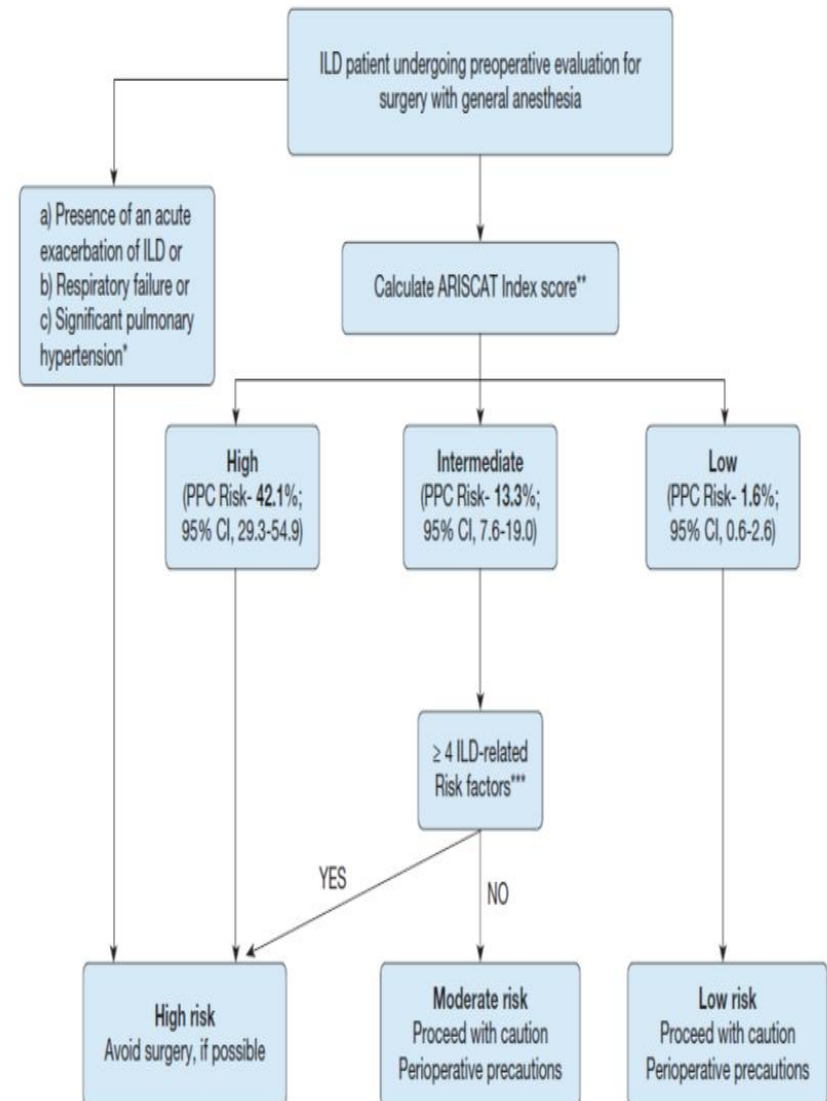 ILD patient undergoing preoperative evaluation for
surgery with general anesthesia
a) Presence of an acute
exacerbation of ILD or
b) Respiratory failure or
c) Significant pulmonary
hypertension*
Calculate ARISCAT Index score**
High
(PPC Risk- 42.1%;
95% CI, 29.3-54.9)
Intermediate
(PPC Risk- 13.3%;
95% CI, 7.6-19.0)
Low
(PPC Risk- 1.6%;
95% CI, 0.6-2.6)
≥ 4 ILD-related
Risk factors***
YES
NO
High risk
Avoid surgery, if possible
Moderate risk
Proceed with caution
Perioperative precautions
Low risk
Proceed with caution
Perioperative precautions